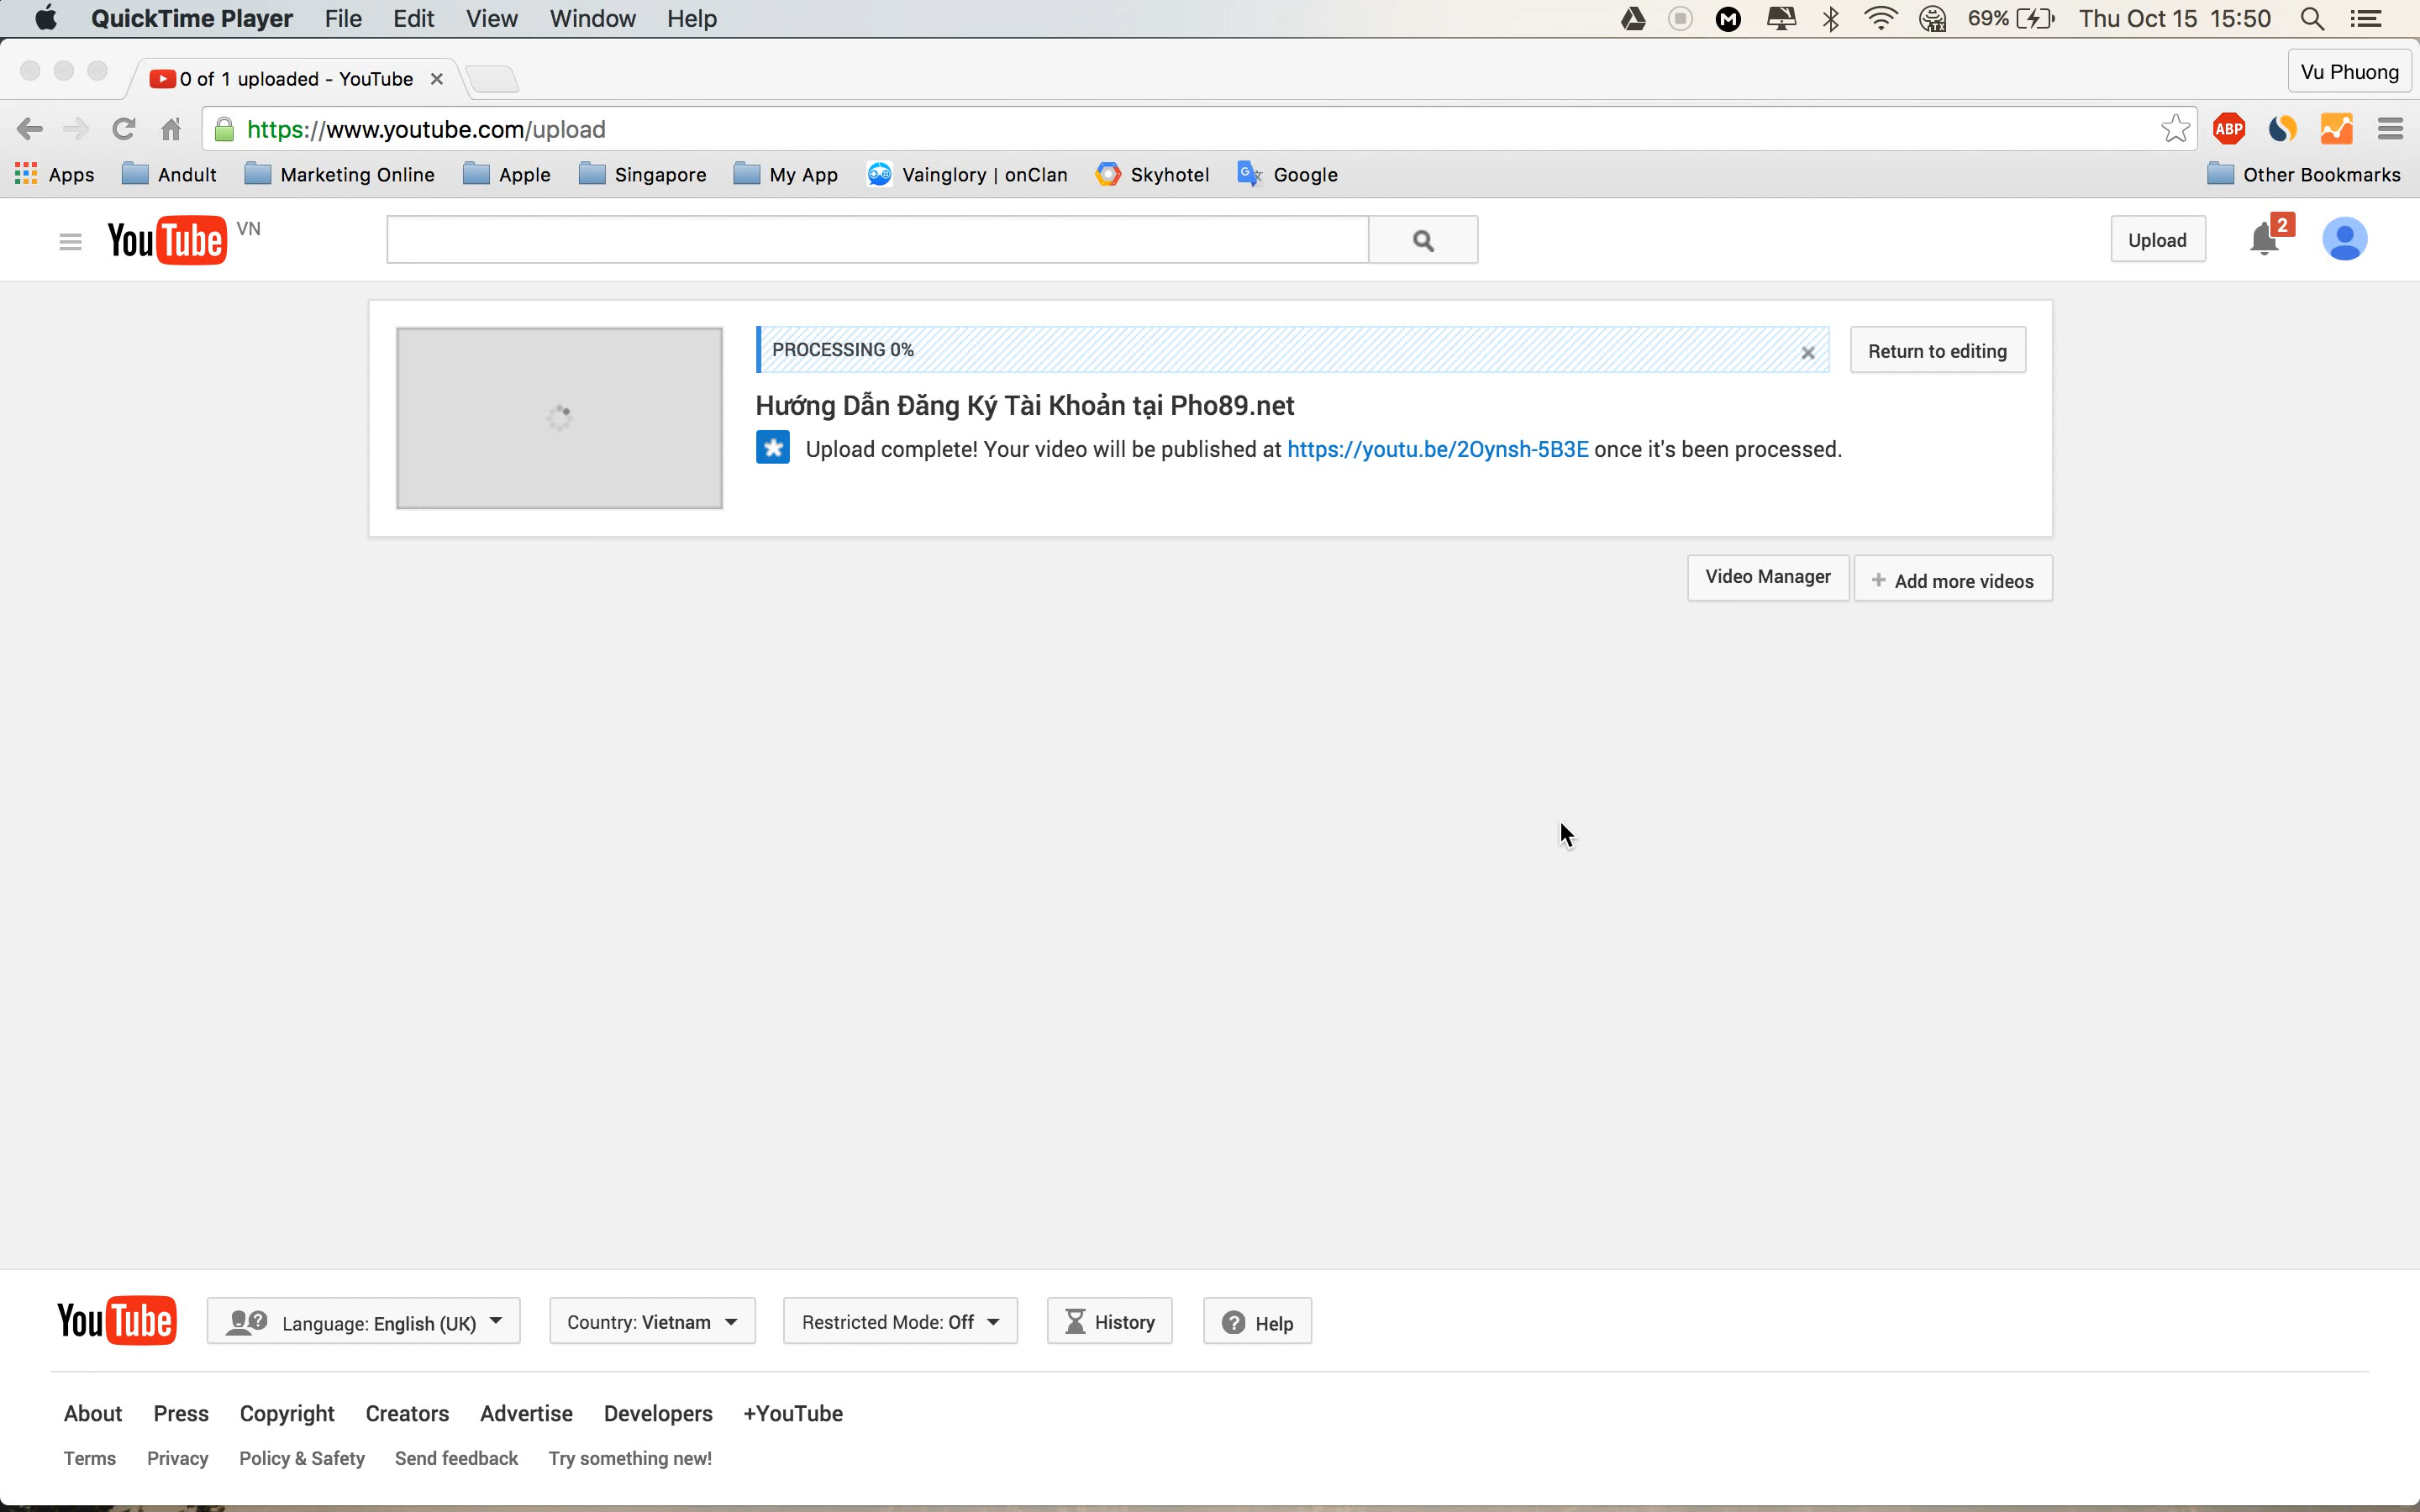 QuickTime Player File Edit View Window Help 69% Thu Oct 15 15:50
0 of 1 uploaded - YouTube Vu Phuong
https://www.youtube.com/upload ABP
Apps Andult Marketing Online Apple Singapore My App Vainglory | onClan Skyhotel Google Other Bookmarks
YouTube VN Upload 2
PROCESSING 0% Return to editing
Hướng Dẫn Đăng Ký Tài Khoản tại Pho89.net
Upload complete! Your video will be published at https://youtu.be/2Oynsh-5B3E once it's been processed.
Video Manager + Add more videos
YouTube Language: English (UK) Country: Vietnam Restricted Mode: Off History Help
About Press Copyright Creators Advertise Developers +YouTube
Terms Privacy Policy & Safety Send feedback Try something new!